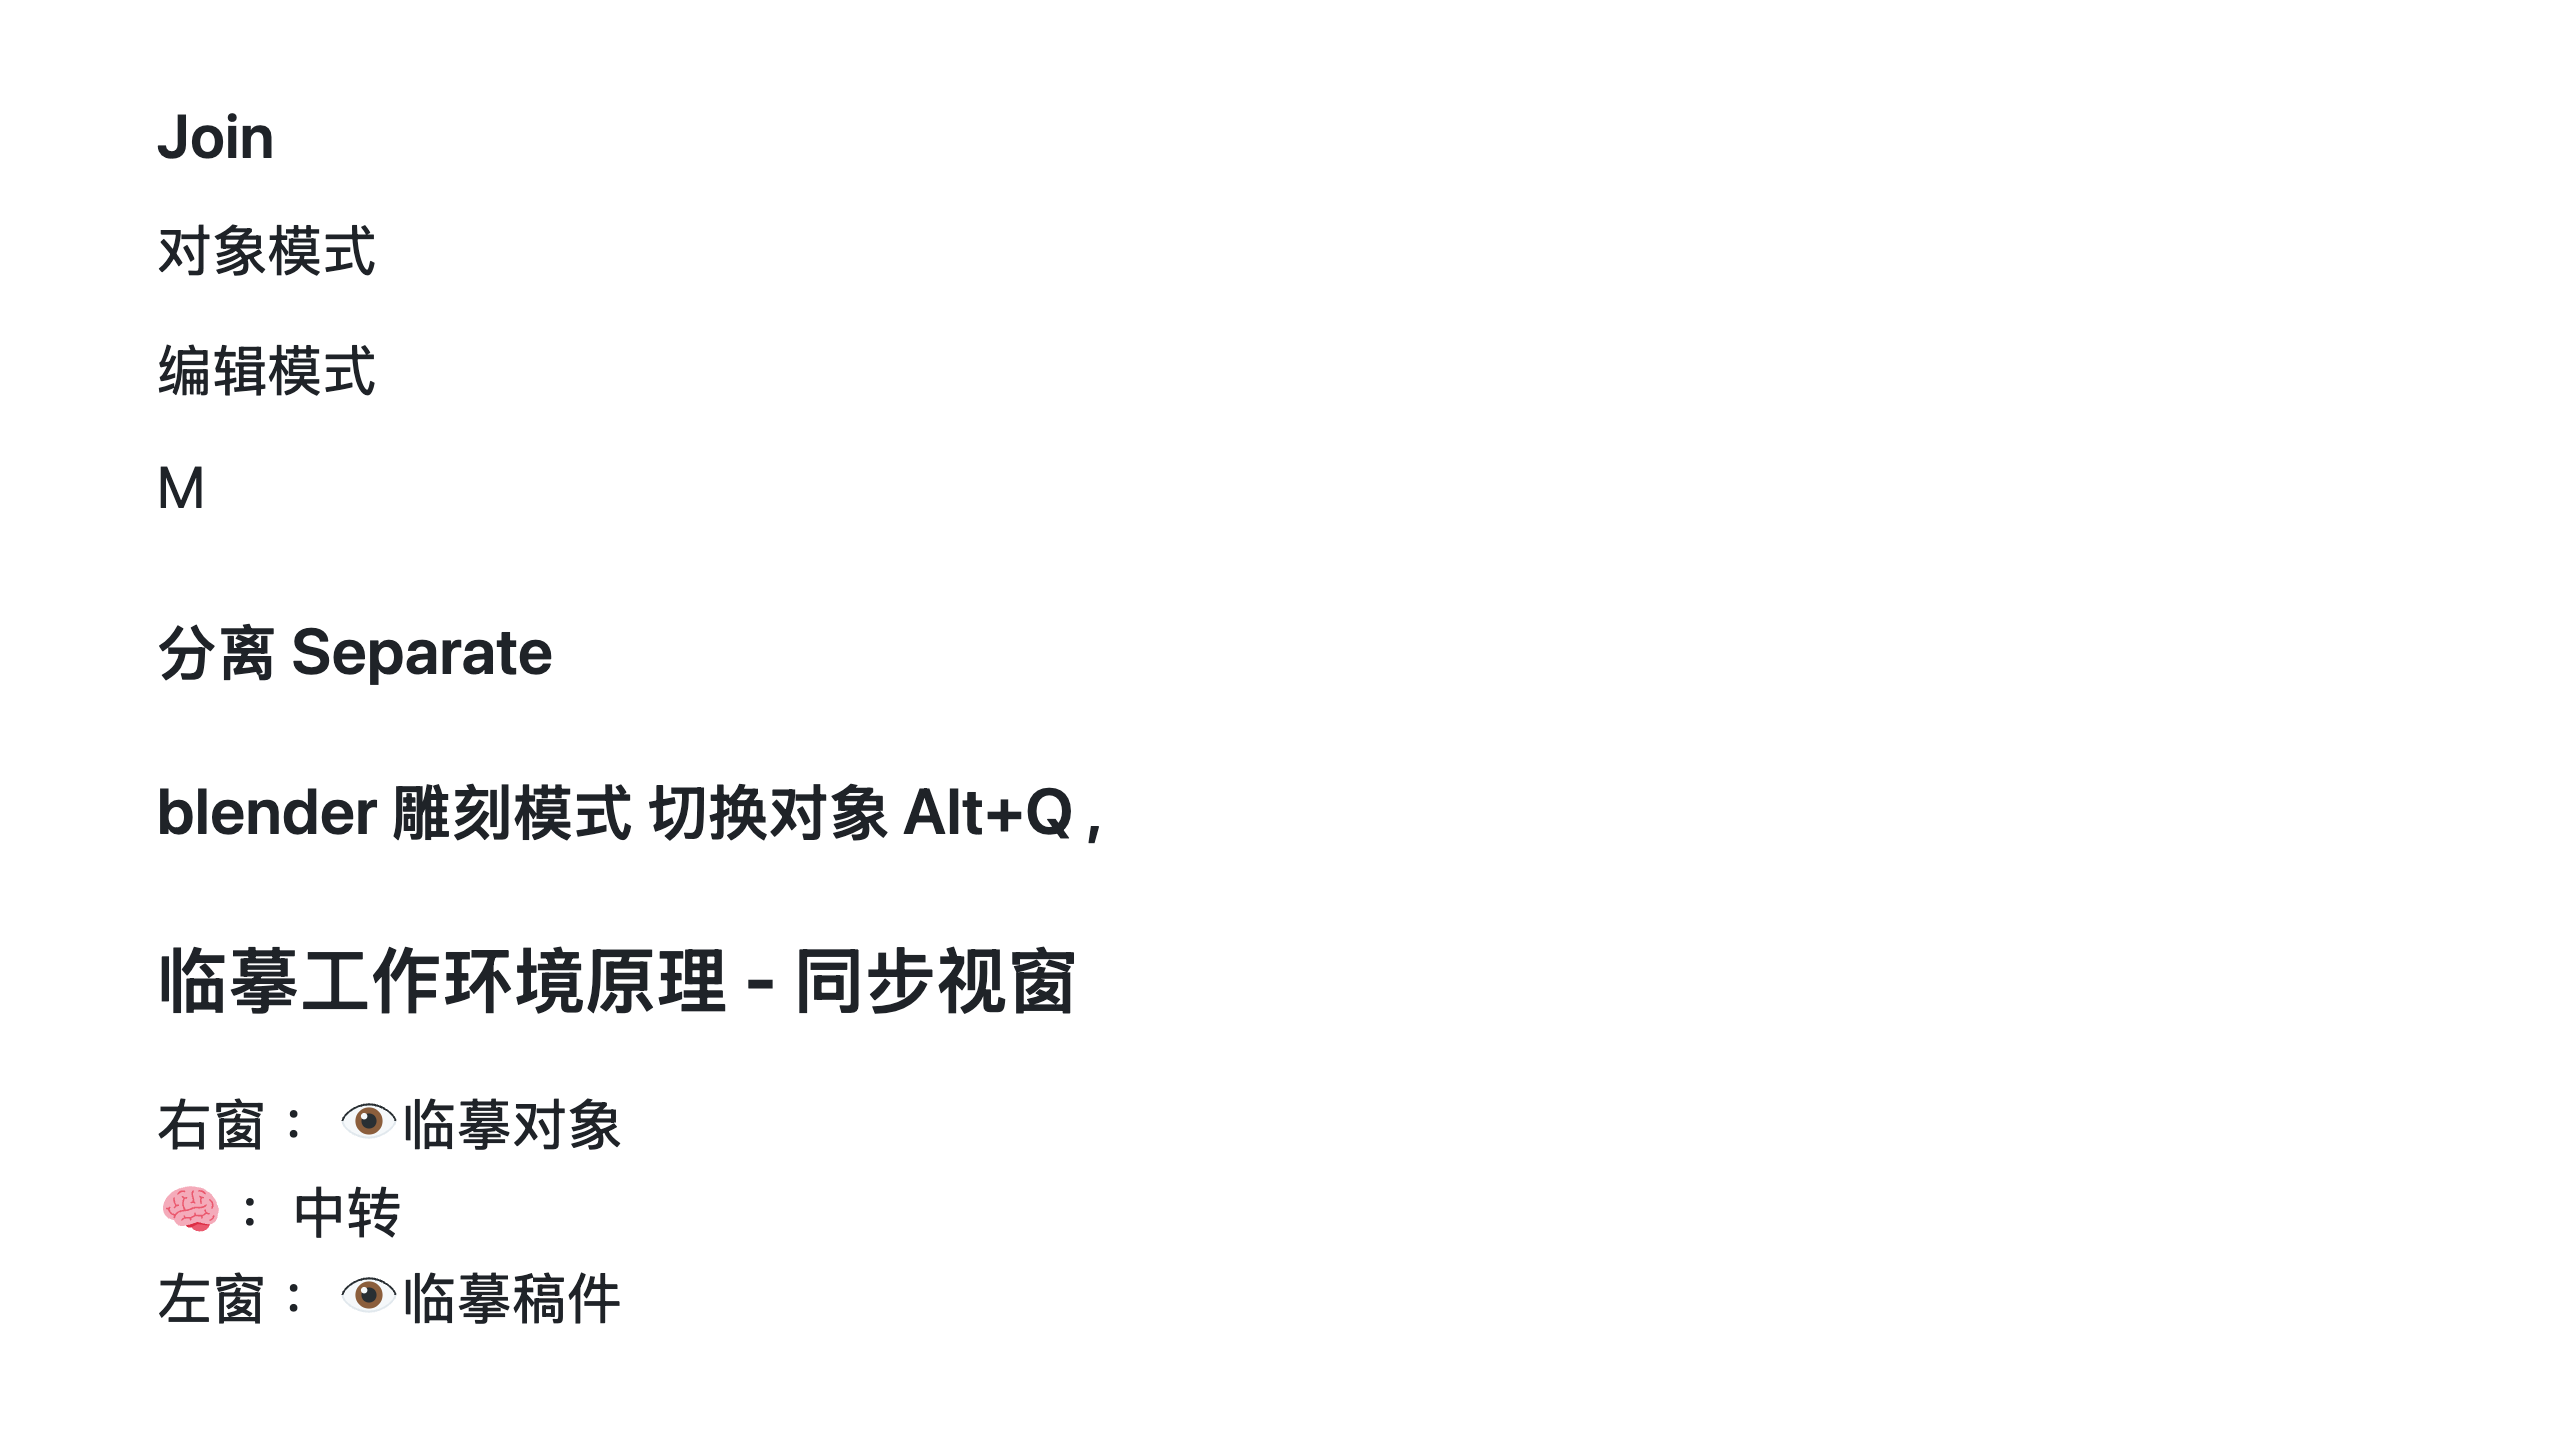 Join
对象模式
编辑模式
M
分离 Separate
blender 雕刻模式 切换对象 Alt+Q ,
临摹工作环境原理 - 同步视窗
右窗： 👁️临摹对象
🧠： 中转
左窗： 👁️临摹稿件